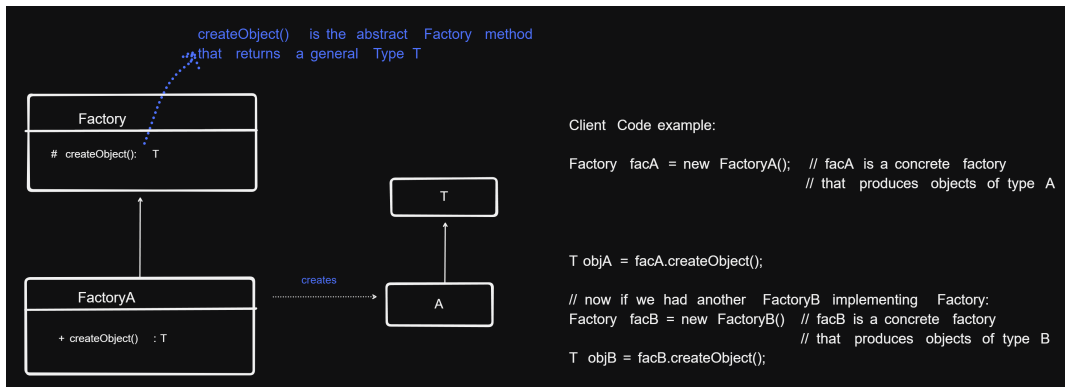 createObject() is the abstract Factory method
that returns a general Type T
Factory
# createObject(): T
FactoryA
+ createObject() : T
creates
T
A
Client Code example:
Factory facA = new FactoryA(); // facA is a concrete factory
// that produces objects of type A
T objA = facA.createObject();
// now if we had another FactoryB implementing Factory:
Factory facB = new FactoryB() // facB is a concrete factory
// that produces objects of type B
T objB = facB.createObject();